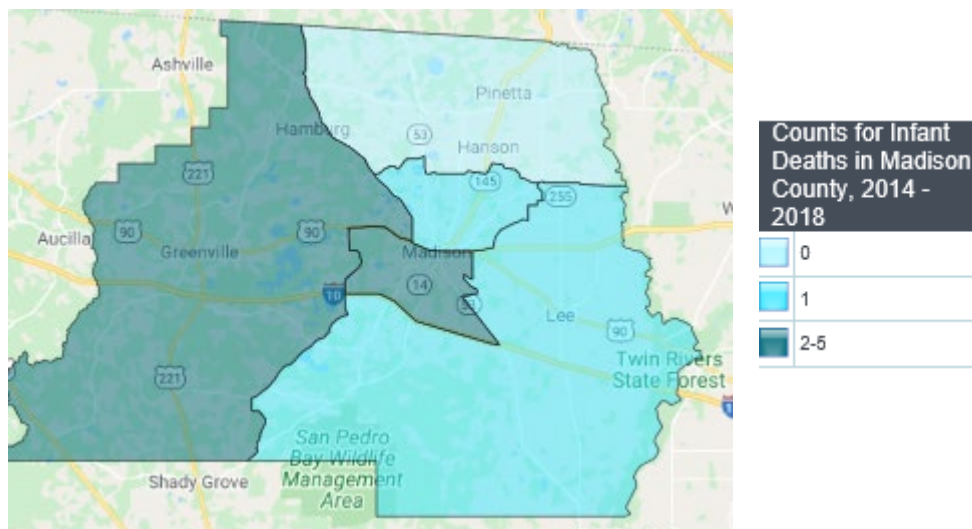 Ashville
Pinetta
Hamburg
53
Hanson
221
145
255
Aucilla
90
90
W
Greenville
Madison
14
10
53
Lee
90
Twin Rivers
State Forest
221
San Pedro
Bay Wildlife
Management
Area
Shady Grove
Counts for Infant
Deaths in Madison
County, 2014 -
2018
0
1
2-5